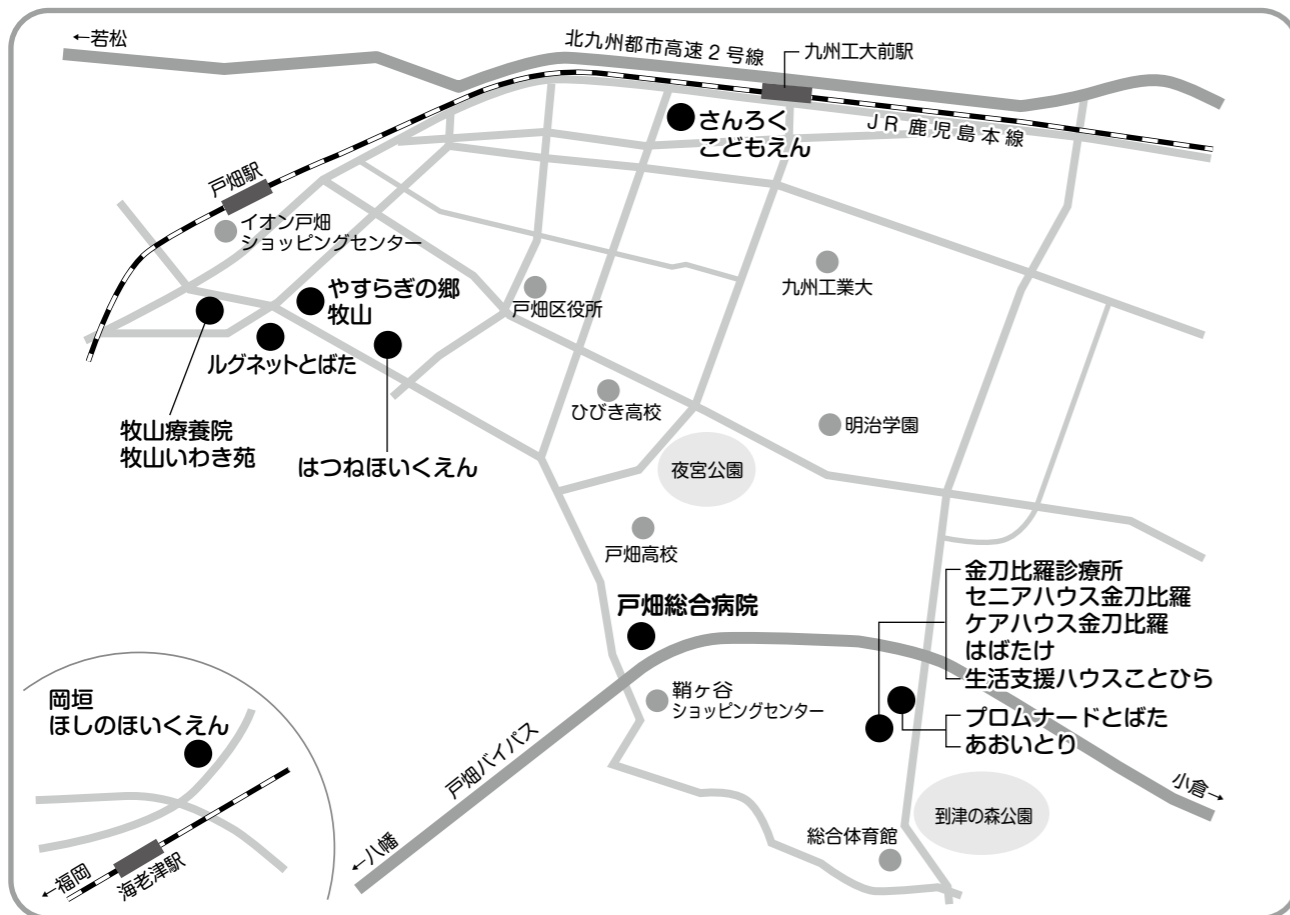 ←若松
北九州都市高速2号線
九州工大前駅
JR鹿児島本線
さんろく
こどもえん
戸畑駅
イオン戸畑
ショッピングセンター
やすらぎの郷
牧山
戸畑区役所
九州工業大
ルグネットとばた
ひびき高校
明治学園
牧山療養院
牧山いわき苑
はつねほいくえん
夜宮公園
戸畑高校
戸畑総合病院
金刀比羅診療所
セニアハウス金刀比羅
ケアハウス金刀比羅
はばたけ
生活支援ハウスことひら
鞘ヶ谷
ショッピングセンター
プロムナードとばた
あおいとり
岡垣
ほしのほいくえん
戸畑バイパス
小倉→
到津の森公園
総合体育館
←八幡
←福岡
海老津駅